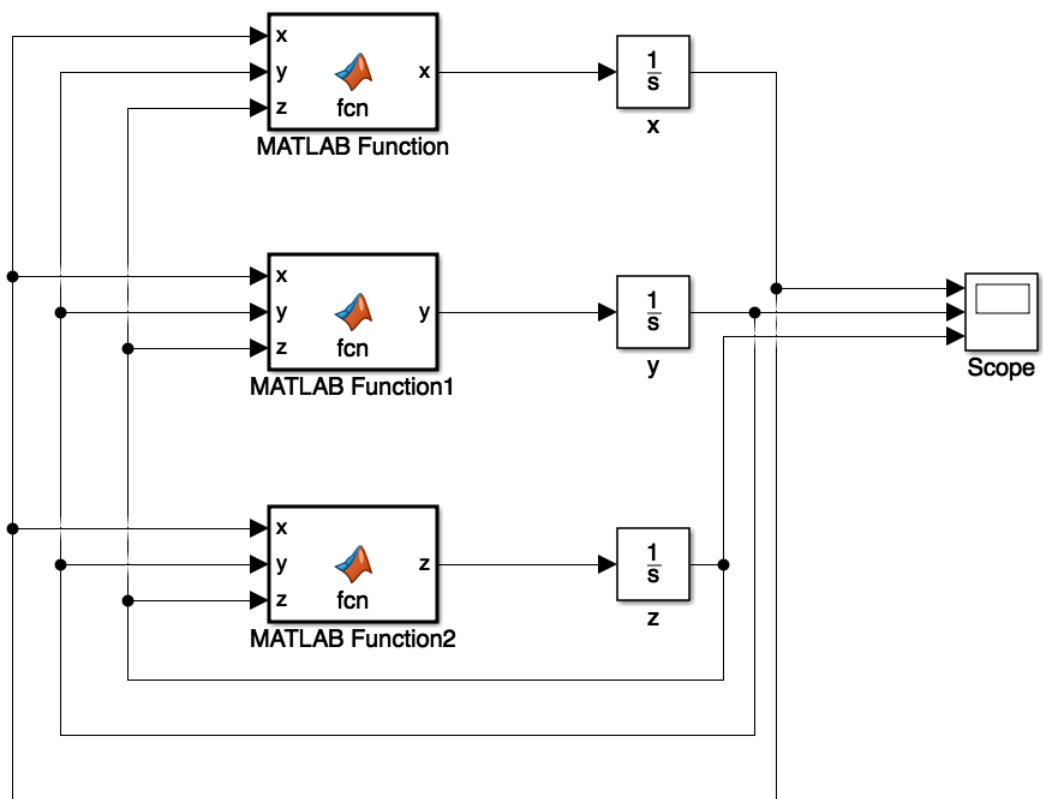 x
y
z
x
fcn
MATLAB Function
1
s
x
x
y
z
y
fcn
MATLAB Function1
1
s
y
Scope
x
y
z
z
fcn
MATLAB Function2
1
s
z